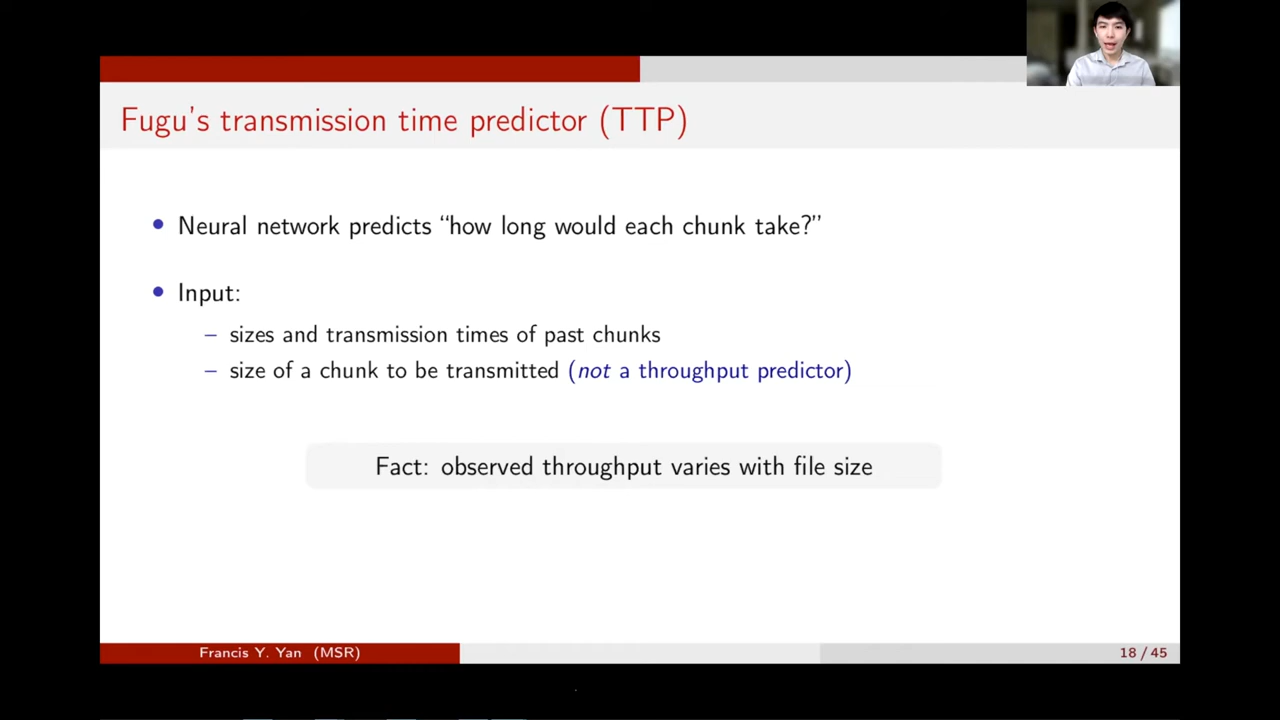 Fugu's transmission time predictor (TTP)
• Neural network predicts “how long would each chunk take?”
• Input:
– sizes and transmission times of past chunks
– size of a chunk to be transmitted (not a throughput predictor)
Fact: observed throughput varies with file size
Francis Y. Yan (MSR)
18 / 45